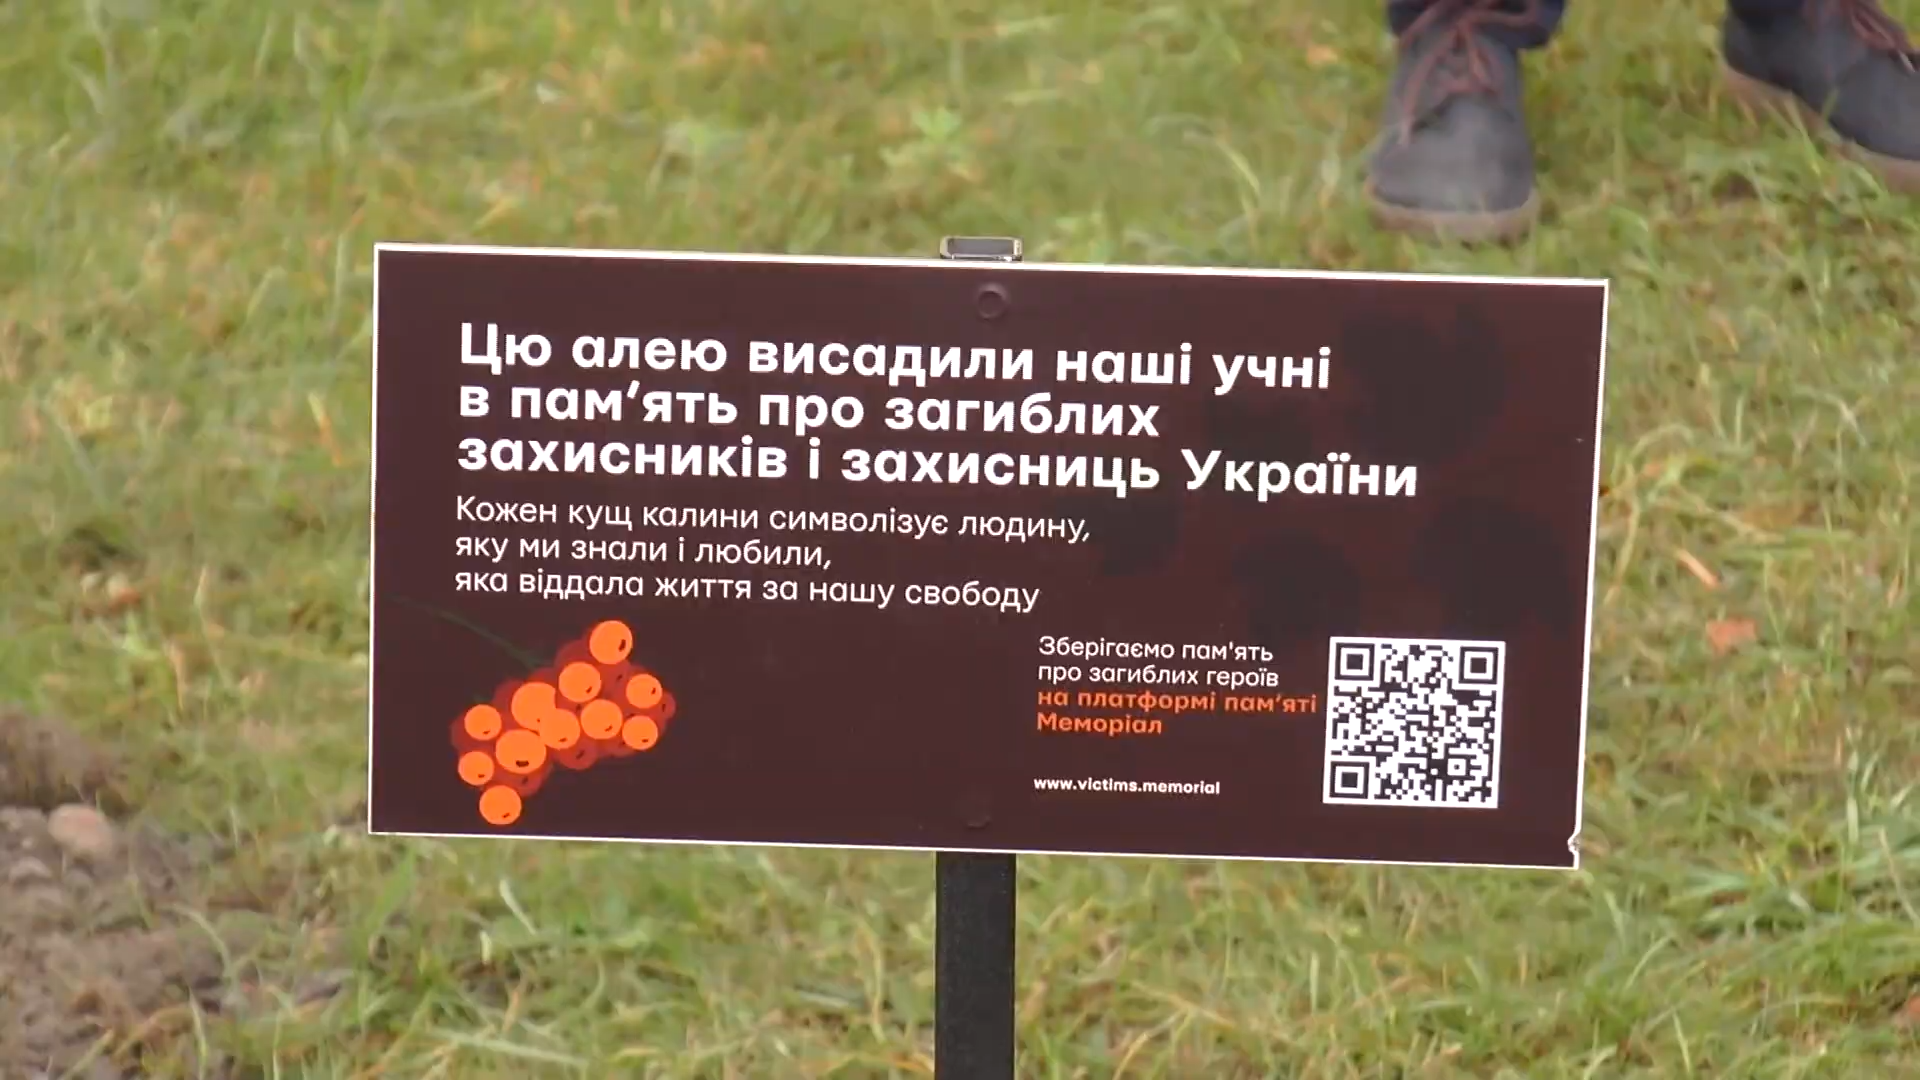 Цю алею висадили наші учні
в пам’ять про загиблих
захисників і захисниць України
Кожен кущ калини символізує людину,
яку ми знали і любили,
яка віддала життя за нашу свободу
Зберігаємо пам'ять
про загиблих героїв
на платформі пам’яті
Меморіал
www.victims.memorial